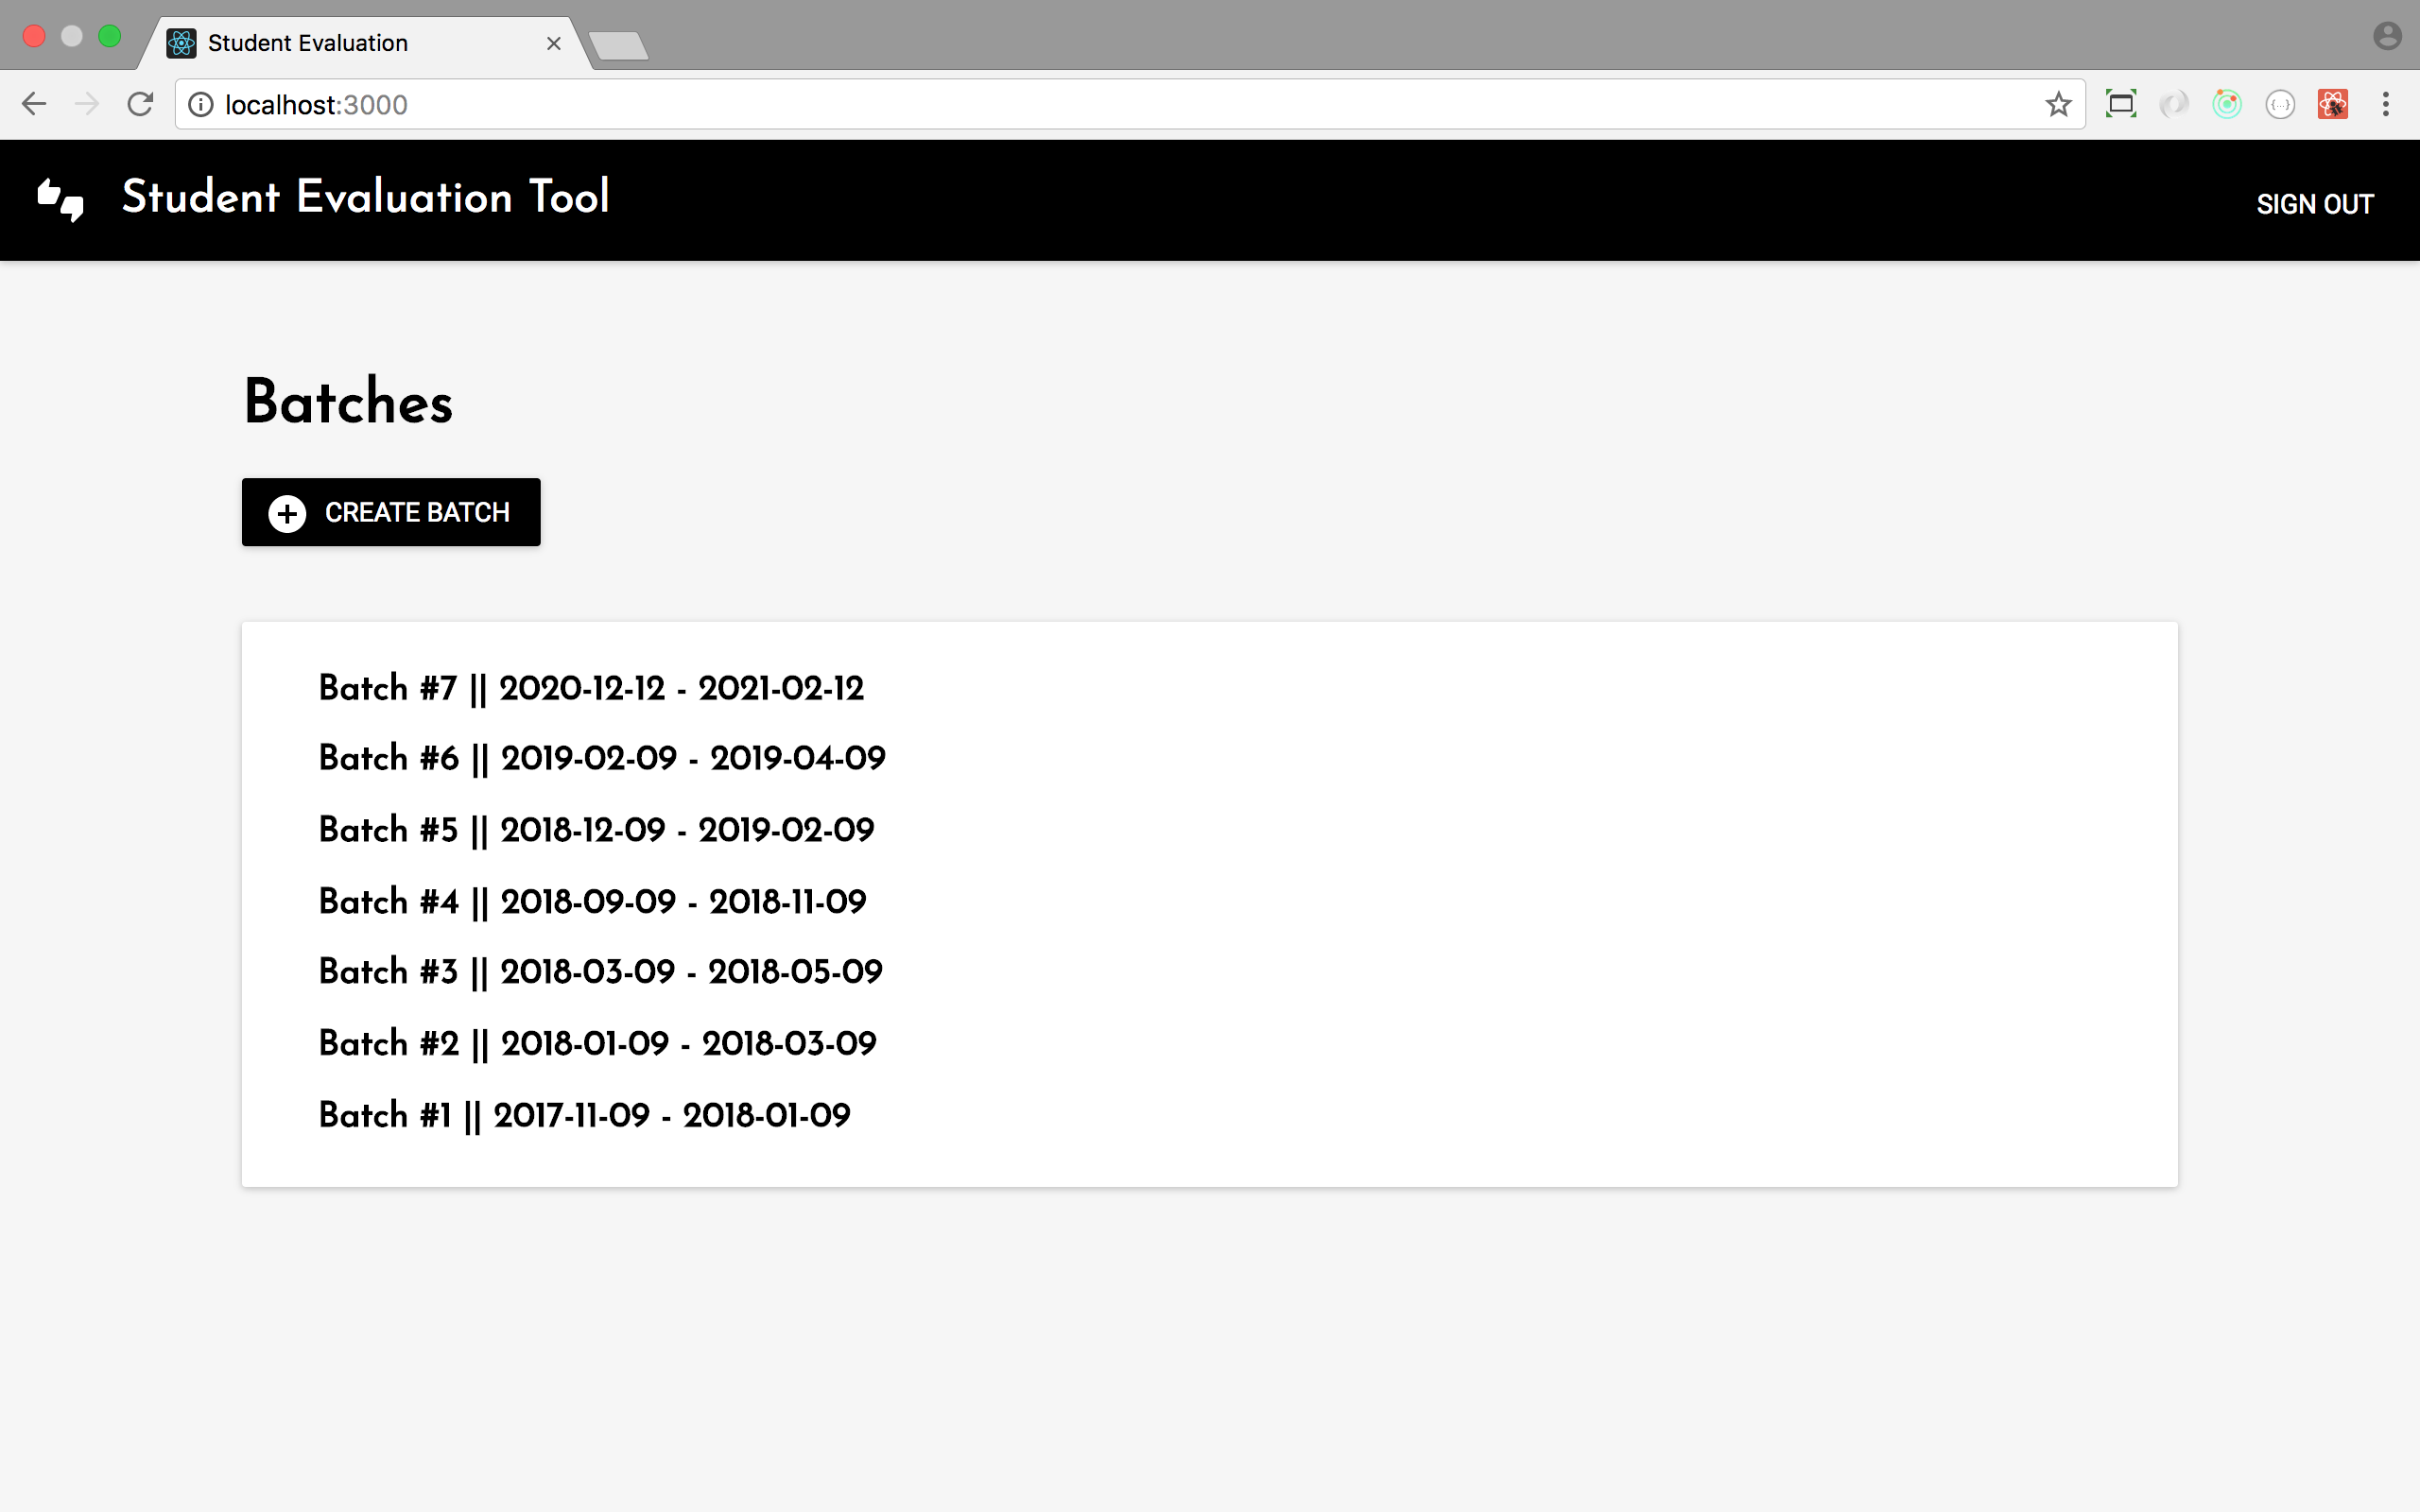 Student Evaluation
localhost:3000
Student Evaluation Tool
SIGN OUT
Batches
CREATE BATCH
Batch #7 || 2020-12-12 - 2021-02-12
Batch #6 || 2019-02-09 - 2019-04-09
Batch #5 || 2018-12-09 - 2019-02-09
Batch #4 || 2018-09-09 - 2018-11-09
Batch #3 || 2018-03-09 - 2018-05-09
Batch #2 || 2018-01-09 - 2018-03-09
Batch #1 || 2017-11-09 - 2018-01-09